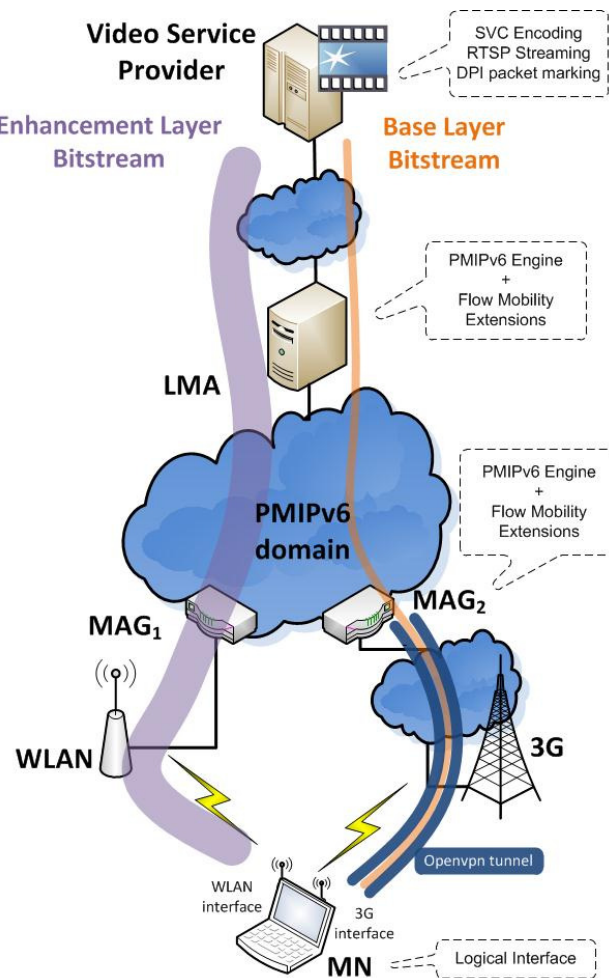 Video Service
Provider
SVC Encoding
RTSP Streaming
DPI packet marking
Enhancement Layer
Bitstream
Base Layer
Bitstream
PMIPv6 Engine
+
Flow Mobility
Extensions
LMA
PMIPv6 Engine
+
Flow Mobility
Extensions
PMIPv6
domain
MAG₁
MAG₂
WLAN
3G
Openvpn tunnel
WLAN
interface
3G
interface
MN
Logical Interface